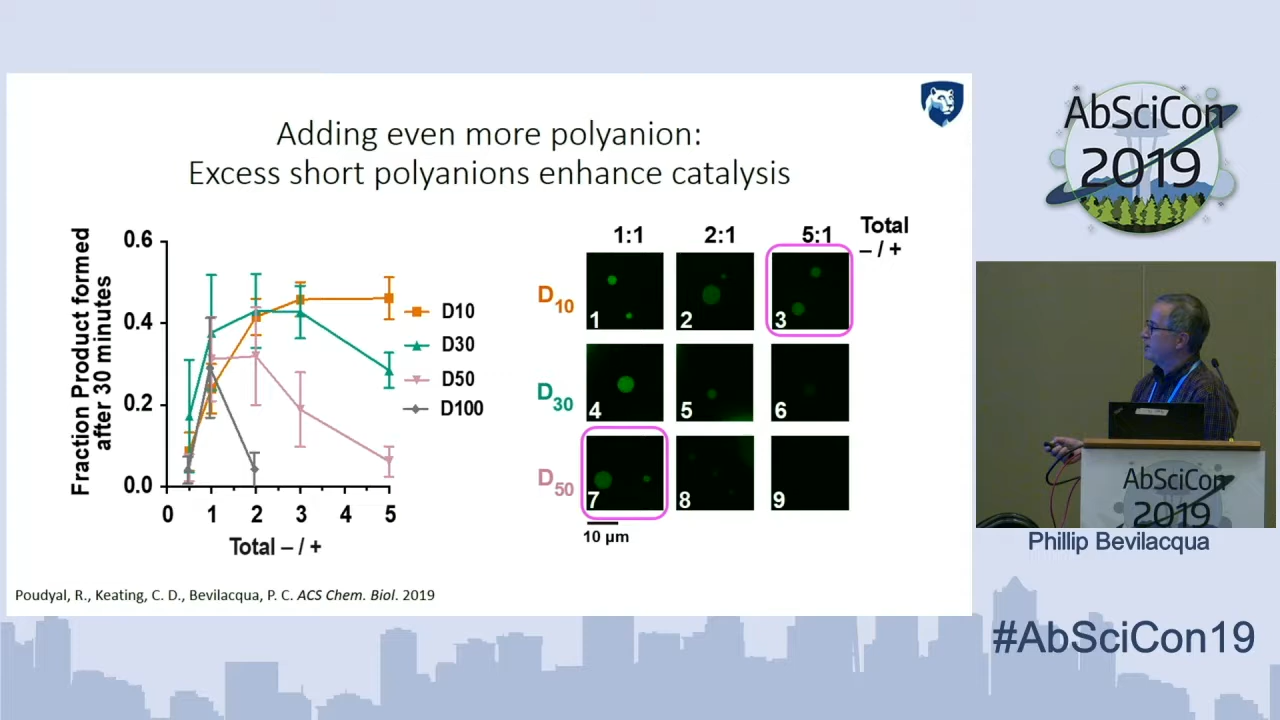 Adding even more polyanion:
Excess short polyanions enhance catalysis
Fraction Product formed
after 30 minutes
0.6
0.4
0.2
0.0
0 1 2 3 4 5
Total – / +
D10
D30
D50
D100
1:1 2:1 5:1
Total
– / +
D10
1 2 3
D30
4 5 6
D50
7 8 9
10 µm
Poudyal, R., Keating, C. D., Bevilacqua, P. C. ACS Chem. Biol. 2019
AbSciCon
2019
AbSciCon
2019
Phillip Bevilacqua
#AbSciCon19